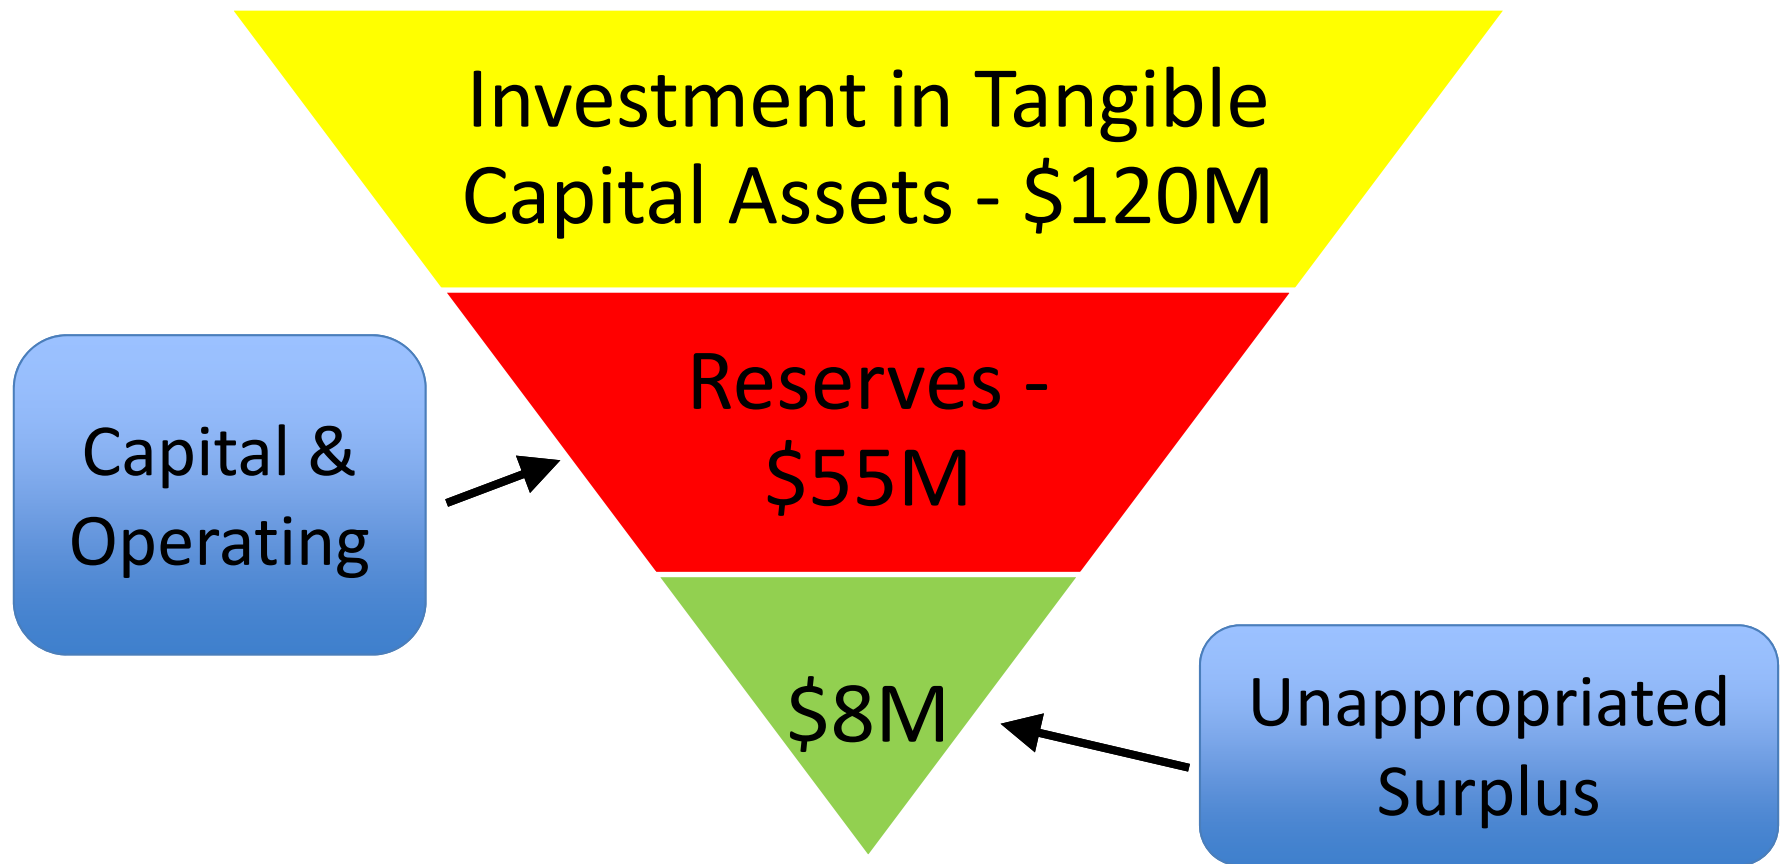 Investment in Tangible
Capital Assets - $120M
Reserves -
$55M
Capital &
Operating
$8M
Unappropriated
Surplus